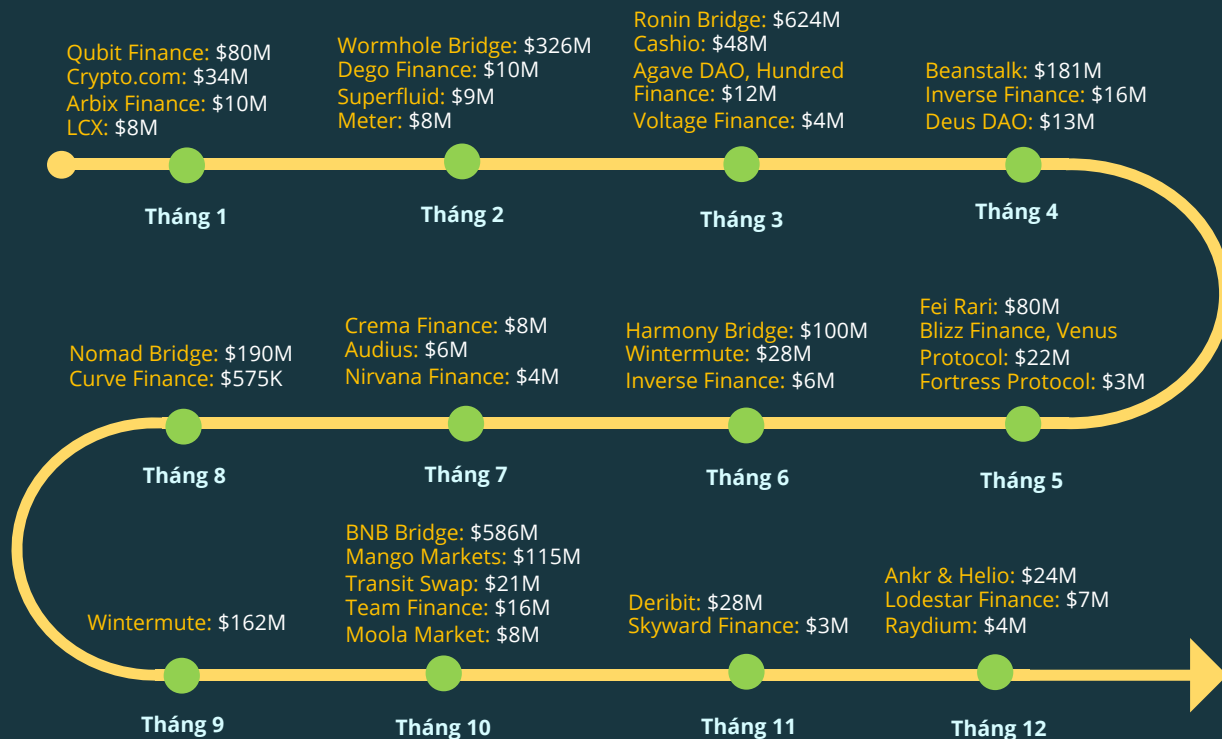 Qubit Finance: $80M
Crypto.com: $34M
Arbix Finance: $10M
LCX: $8M
Tháng 1
Wormhole Bridge: $326M
Dego Finance: $10M
Superfluid: $9M
Meter: $8M
Tháng 2
Ronin Bridge: $624M
Cashio: $48M
Agave DAO, Hundred
Finance: $12M
Voltage Finance: $4M
Tháng 3
Beanstalk: $181M
Inverse Finance: $16M
Deus DAO: $13M
Tháng 4
Fei Rari: $80M
Blizz Finance, Venus
Protocol: $22M
Fortress Protocol: $3M
Tháng 5
Harmony Bridge: $100M
Wintermute: $28M
Inverse Finance: $6M
Tháng 6
Crema Finance: $8M
Audius: $6M
Nirvana Finance: $4M
Tháng 7
Nomad Bridge: $190M
Curve Finance: $575K
Tháng 8
Wintermute: $162M
Tháng 9
BNB Bridge: $586M
Mango Markets: $115M
Transit Swap: $21M
Team Finance: $16M
Moola Market: $8M
Tháng 10
Deribit: $28M
Skyward Finance: $3M
Tháng 11
Ankr & Helio: $24M
Lodestar Finance: $7M
Raydium: $4M
Tháng 12